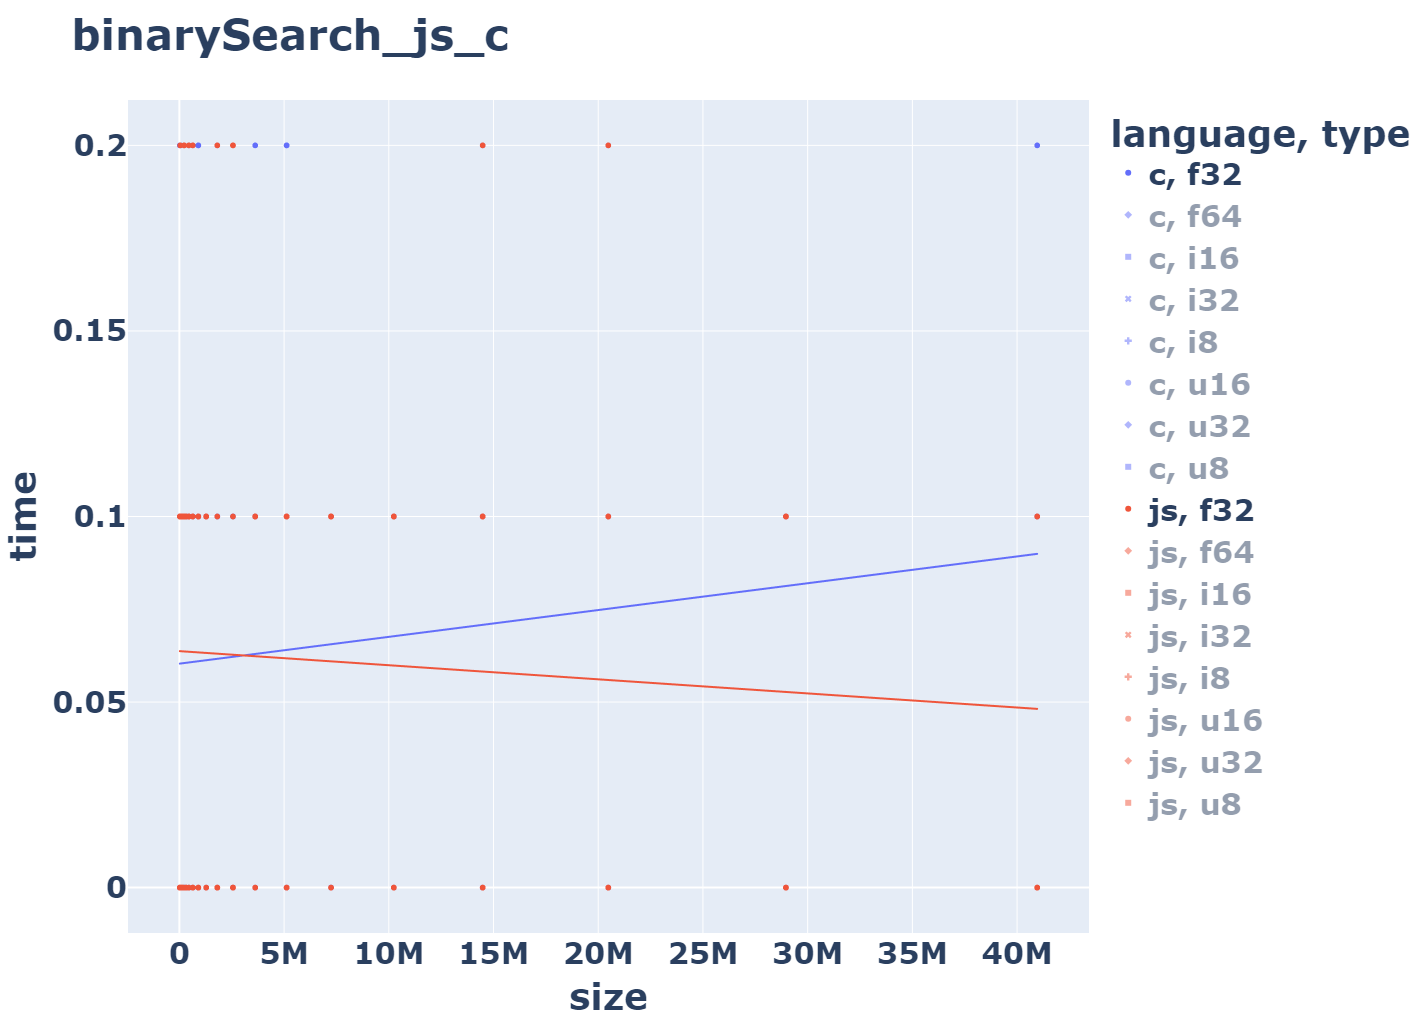 binarySearch_js_c
language, type
c, f32
c, f64
c, i16
c, i32
c, i8
c, u16
c, u32
c, u8
js, f32
js, f64
js, i16
js, i32
js, i8
js, u16
js, u32
js, u8
time
0.2
0.15
0.1
0.05
0
0 5M 10M 15M 20M 25M 30M 35M 40M
size